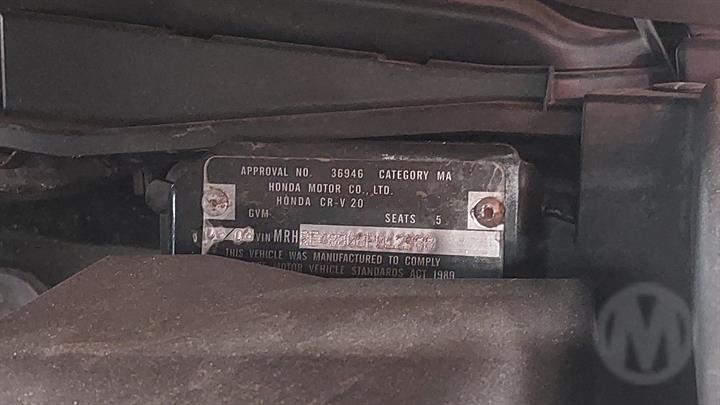 APPROVAL NO. 36946 CATEGORY MA
HONDA MOTOR CO., LTD.
HONDA CR-V 20
GVM SEATS 5
VIN MRH
THIS VEHICLE WAS MANUFACTURED TO COMPLY
MOTOR VEHICLE STANDARDS ACT 1989
M